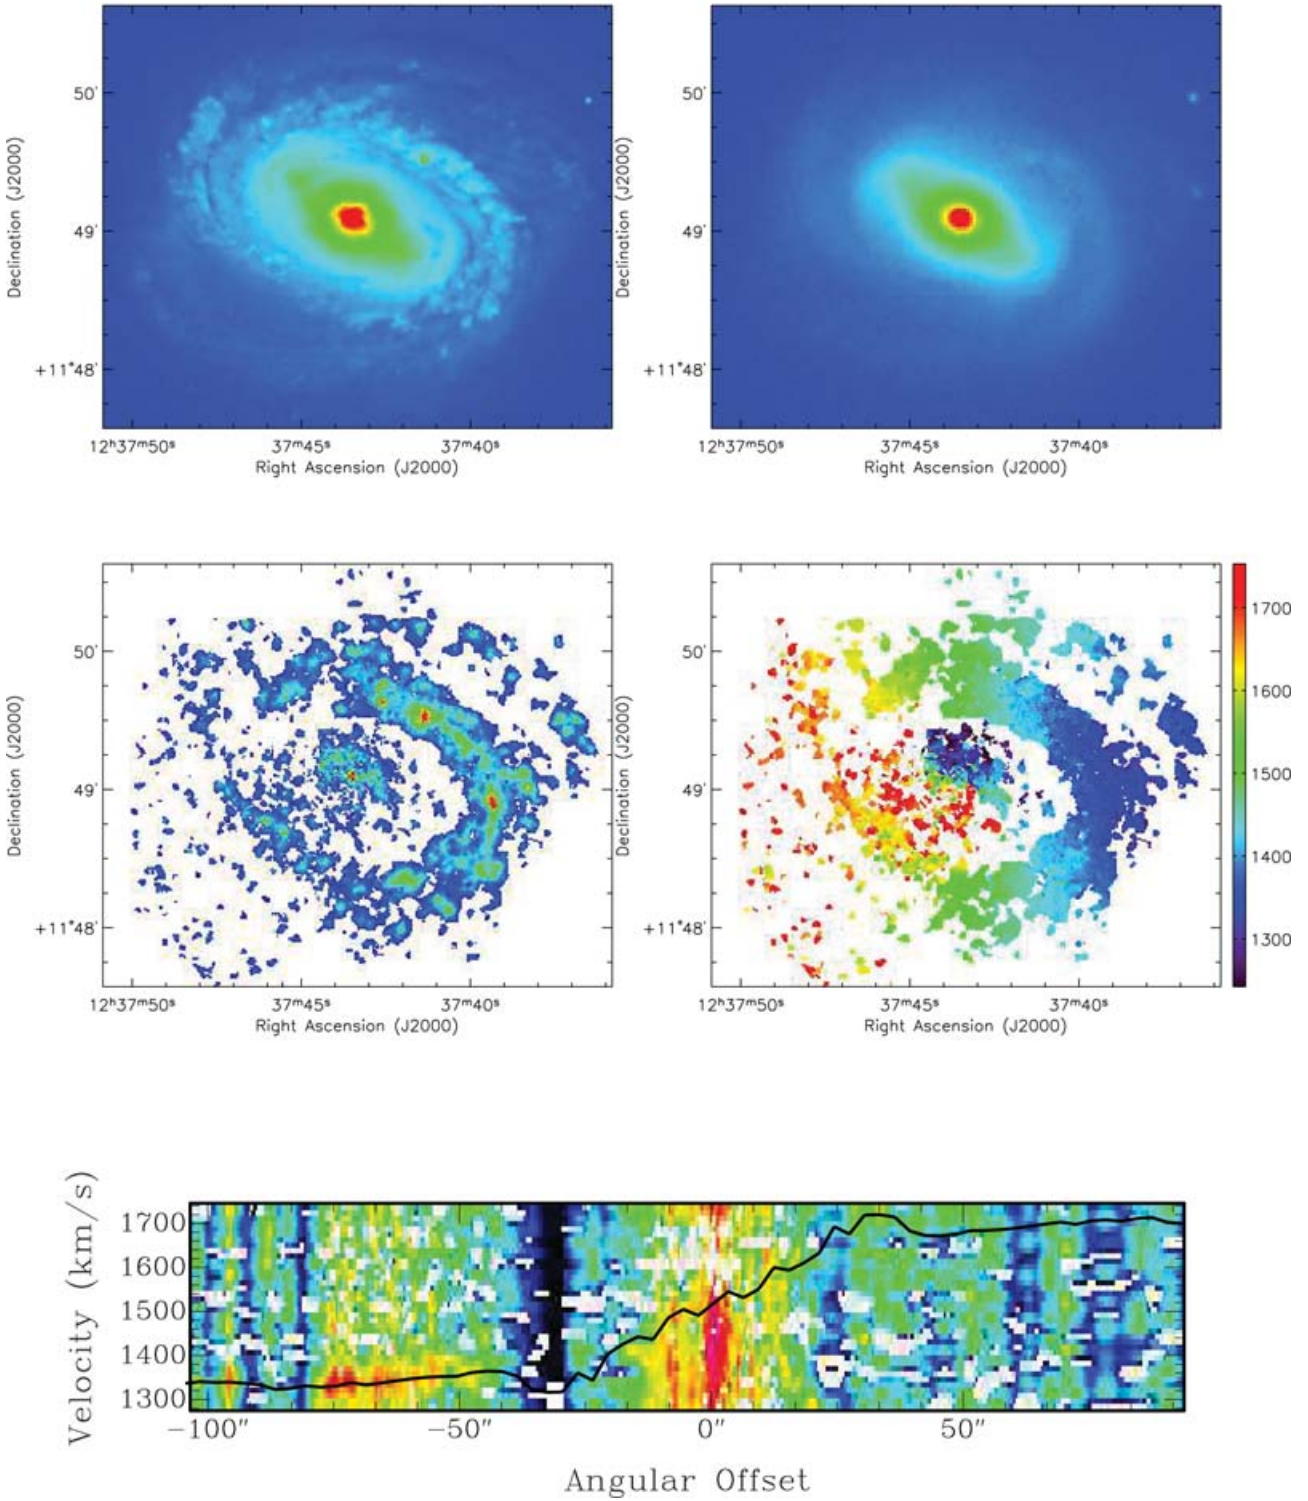 50'
49'
+11°48'
Declination (J2000)
12ʰ37ᵐ50ˢ
37ᵐ45ˢ
37ᵐ40ˢ
Right Ascension (J2000)
50'
49'
+11°48'
Declination (J2000)
12ʰ37ᵐ50ˢ
37ᵐ45ˢ
37ᵐ40ˢ
Right Ascension (J2000)
50'
49'
+11°48'
Declination (J2000)
12ʰ37ᵐ50ˢ
37ᵐ45ˢ
37ᵐ40ˢ
Right Ascension (J2000)
50'
49'
+11°48'
Declination (J2000)
12ʰ37ᵐ50ˢ
37ᵐ45ˢ
37ᵐ40ˢ
Right Ascension (J2000)
1700
1600
1500
1400
1300
Velocity (km/s)
1700
1600
1500
1400
1300
−100"
−50"
0"
50"
Angular Offset